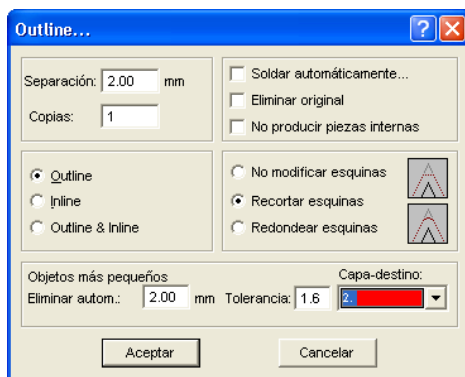 Outline...
Separación: 2.00 mm
Copias: 1
Soldar automáticamente...
Eliminar original
No producir piezas internas
Outline
Inline
Outline & Inline
No modificar esquinas
Recortar esquinas
Redondear esquinas
Objetos más pequeños
Capa-destino:
Eliminar autom.: 2.00 mm Tolerancia: 1.6 2.
Aceptar Cancelar